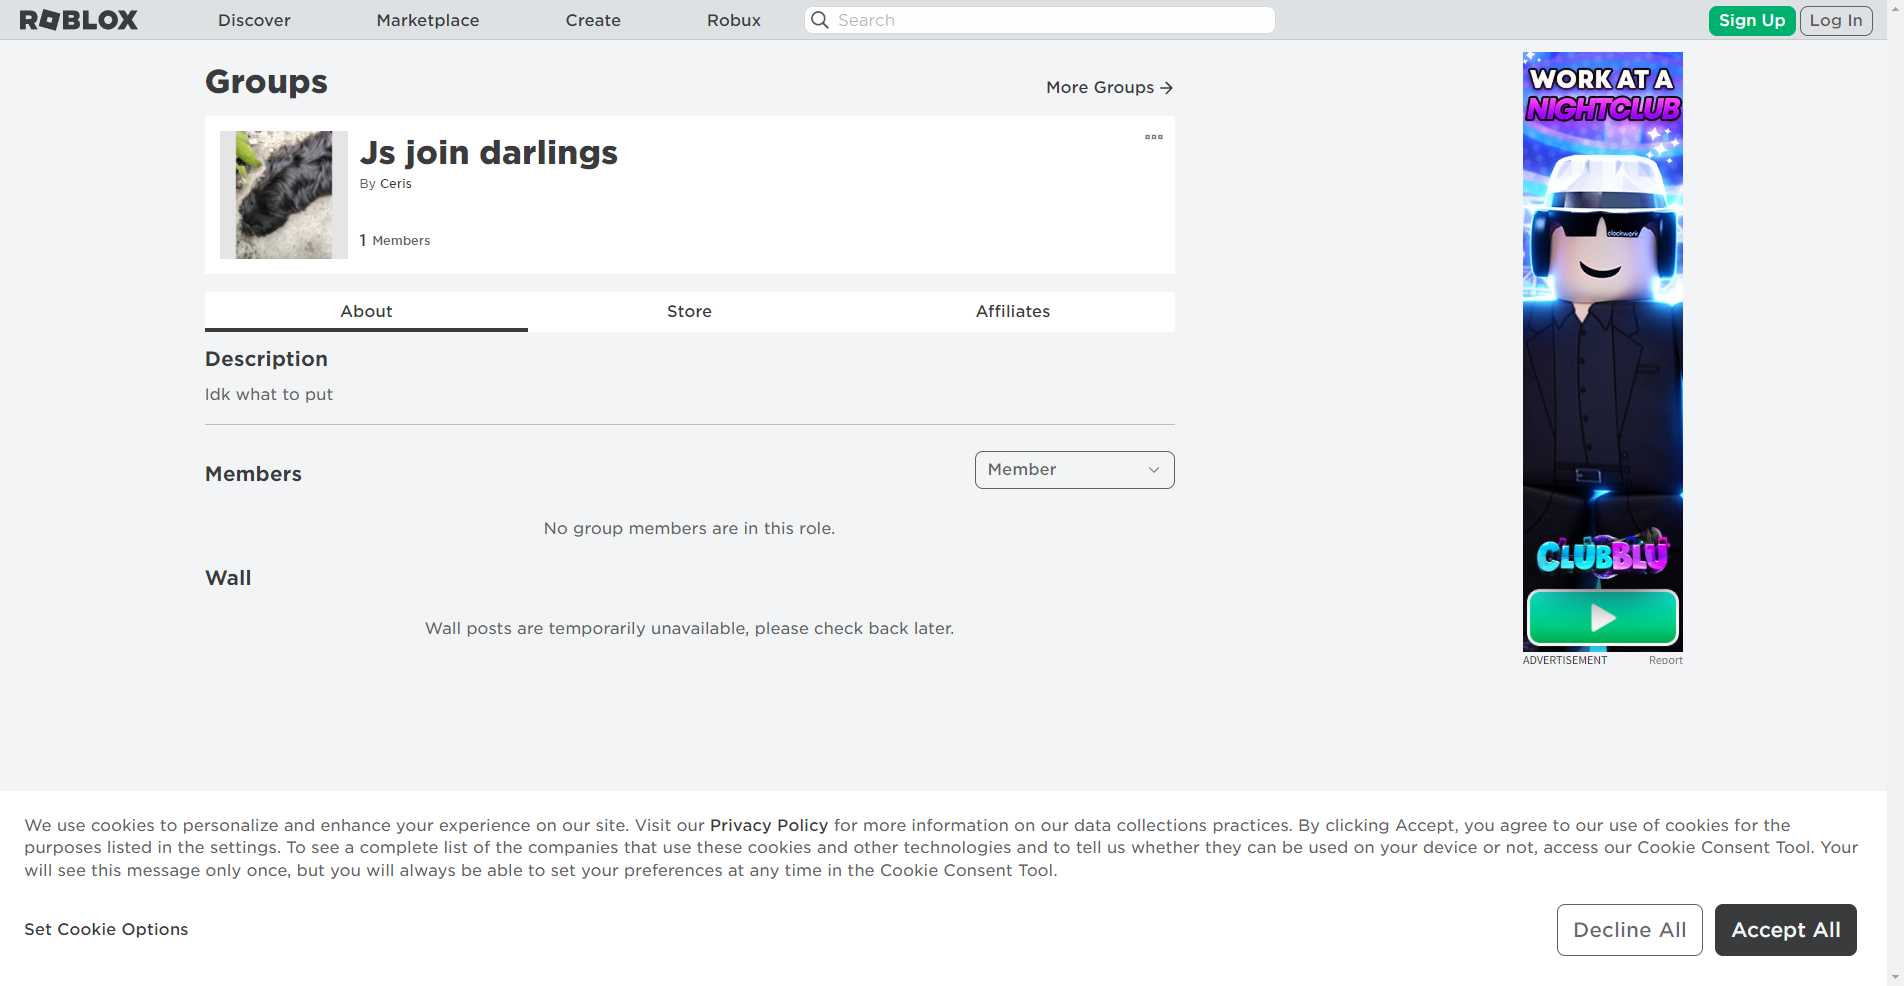 ROBLOX Discover Marketplace Create Robux Search Sign Up Log In
Groups
More Groups
Js join darlings
By Ceris
1 Members
About Store Affiliates
Description
Idk what to put
Members
Member
No group members are in this role.
Wall
Wall posts are temporarily unavailable, please check back later.
WORK AT A
NIGHTCLUB
clockwork
CLUB BLU
ADVERTISEMENT Report
We use cookies to personalize and enhance your experience on our site. Visit our Privacy Policy for more information on our data collections practices. By clicking Accept, you agree to our use of cookies for the
purposes listed in the settings. To see a complete list of the companies that use these cookies and other technologies and to tell us whether they can be used on your device or not, access our Cookie Consent Tool. Your
will see this message only once, but you will always be able to set your preferences at any time in the Cookie Consent Tool.
Set Cookie Options
Decline All Accept All